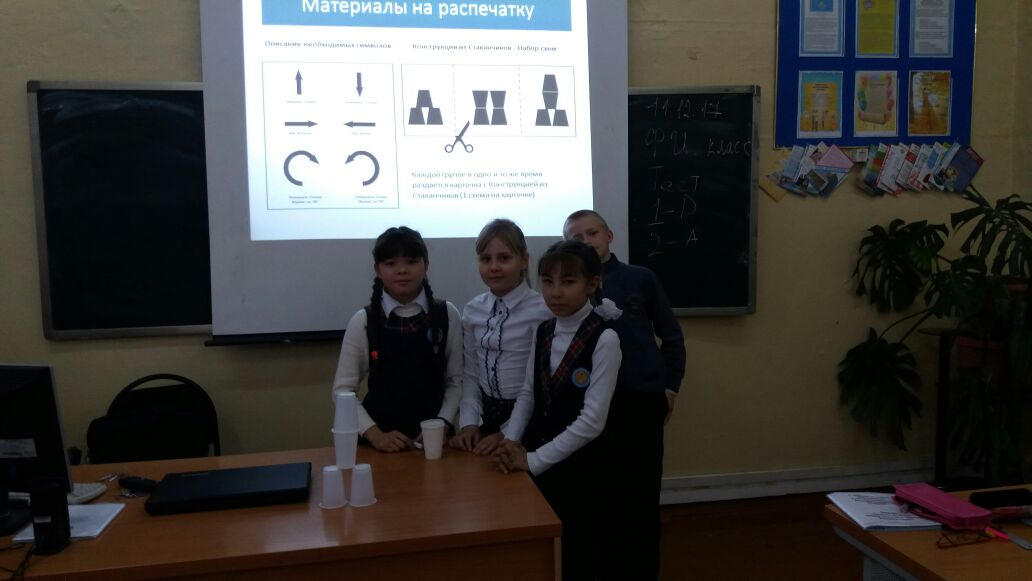 Материалы на распечатку
Описание необходимых символов
Конструкции из Стаканчиков - Набор схем
Каждой группе в одно и то же время
раздается карточка с Конструкцией из
Стаканчиков (1 схема на карточке)
11.12.17
Ф.И. класс
Тест
1-D
2-A